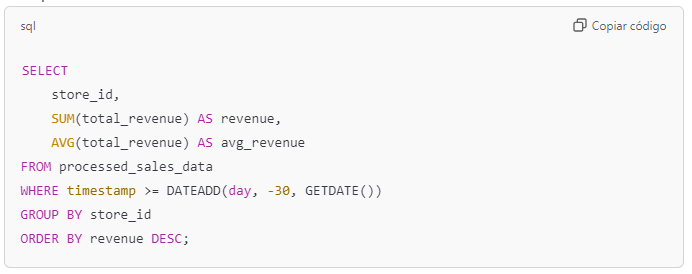 sql
Copiar código
SELECT
    store_id,
    SUM(total_revenue) AS revenue,
    AVG(total_revenue) AS avg_revenue
FROM processed_sales_data
WHERE timestamp >= DATEADD(day, -30, GETDATE())
GROUP BY store_id
ORDER BY revenue DESC;